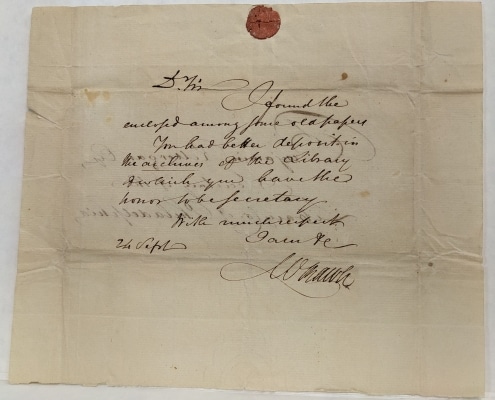 Dr Sir
I found the
enclosed among some old papers
You had better deposit in
the archives of the Library
of which you have the
honor to be secretary
With much respect
I am &c
24 Sept